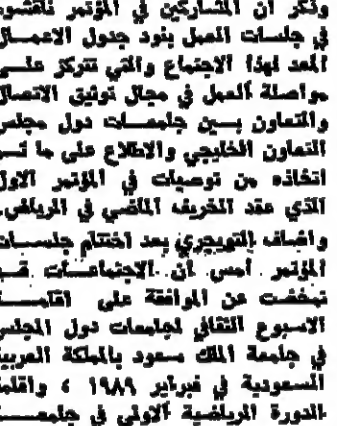 وذكر ان المشاركين في المؤتمر ناقشوا
في جلسات العمل بنود جدول الاعمال
المعد لهذا الاجتماع والتي تتركز على
مواصلة العمل في مجال توثيق الاتصال
والتعاون بين جامعات دول مجلس
التعاون الخليجي والاطلاع على ما تم
اتخاذه من توصيات في المؤتمر الاول
الذي عقد الخريف الماضي في الرياض.
واضاف التويجري بعد اختتام جلسات
المؤتمر أمس أن الاجتماعات قد
تمخضت عن الموافقة على اقامة
الاسبوع الثقافي لجامعات دول المجلس
في جامعة الملك سعود بالمملكة العربية
السعودية في فبراير ١٩٨٩ ، واقامة
الدورة الرياضية الاولى في جامعة